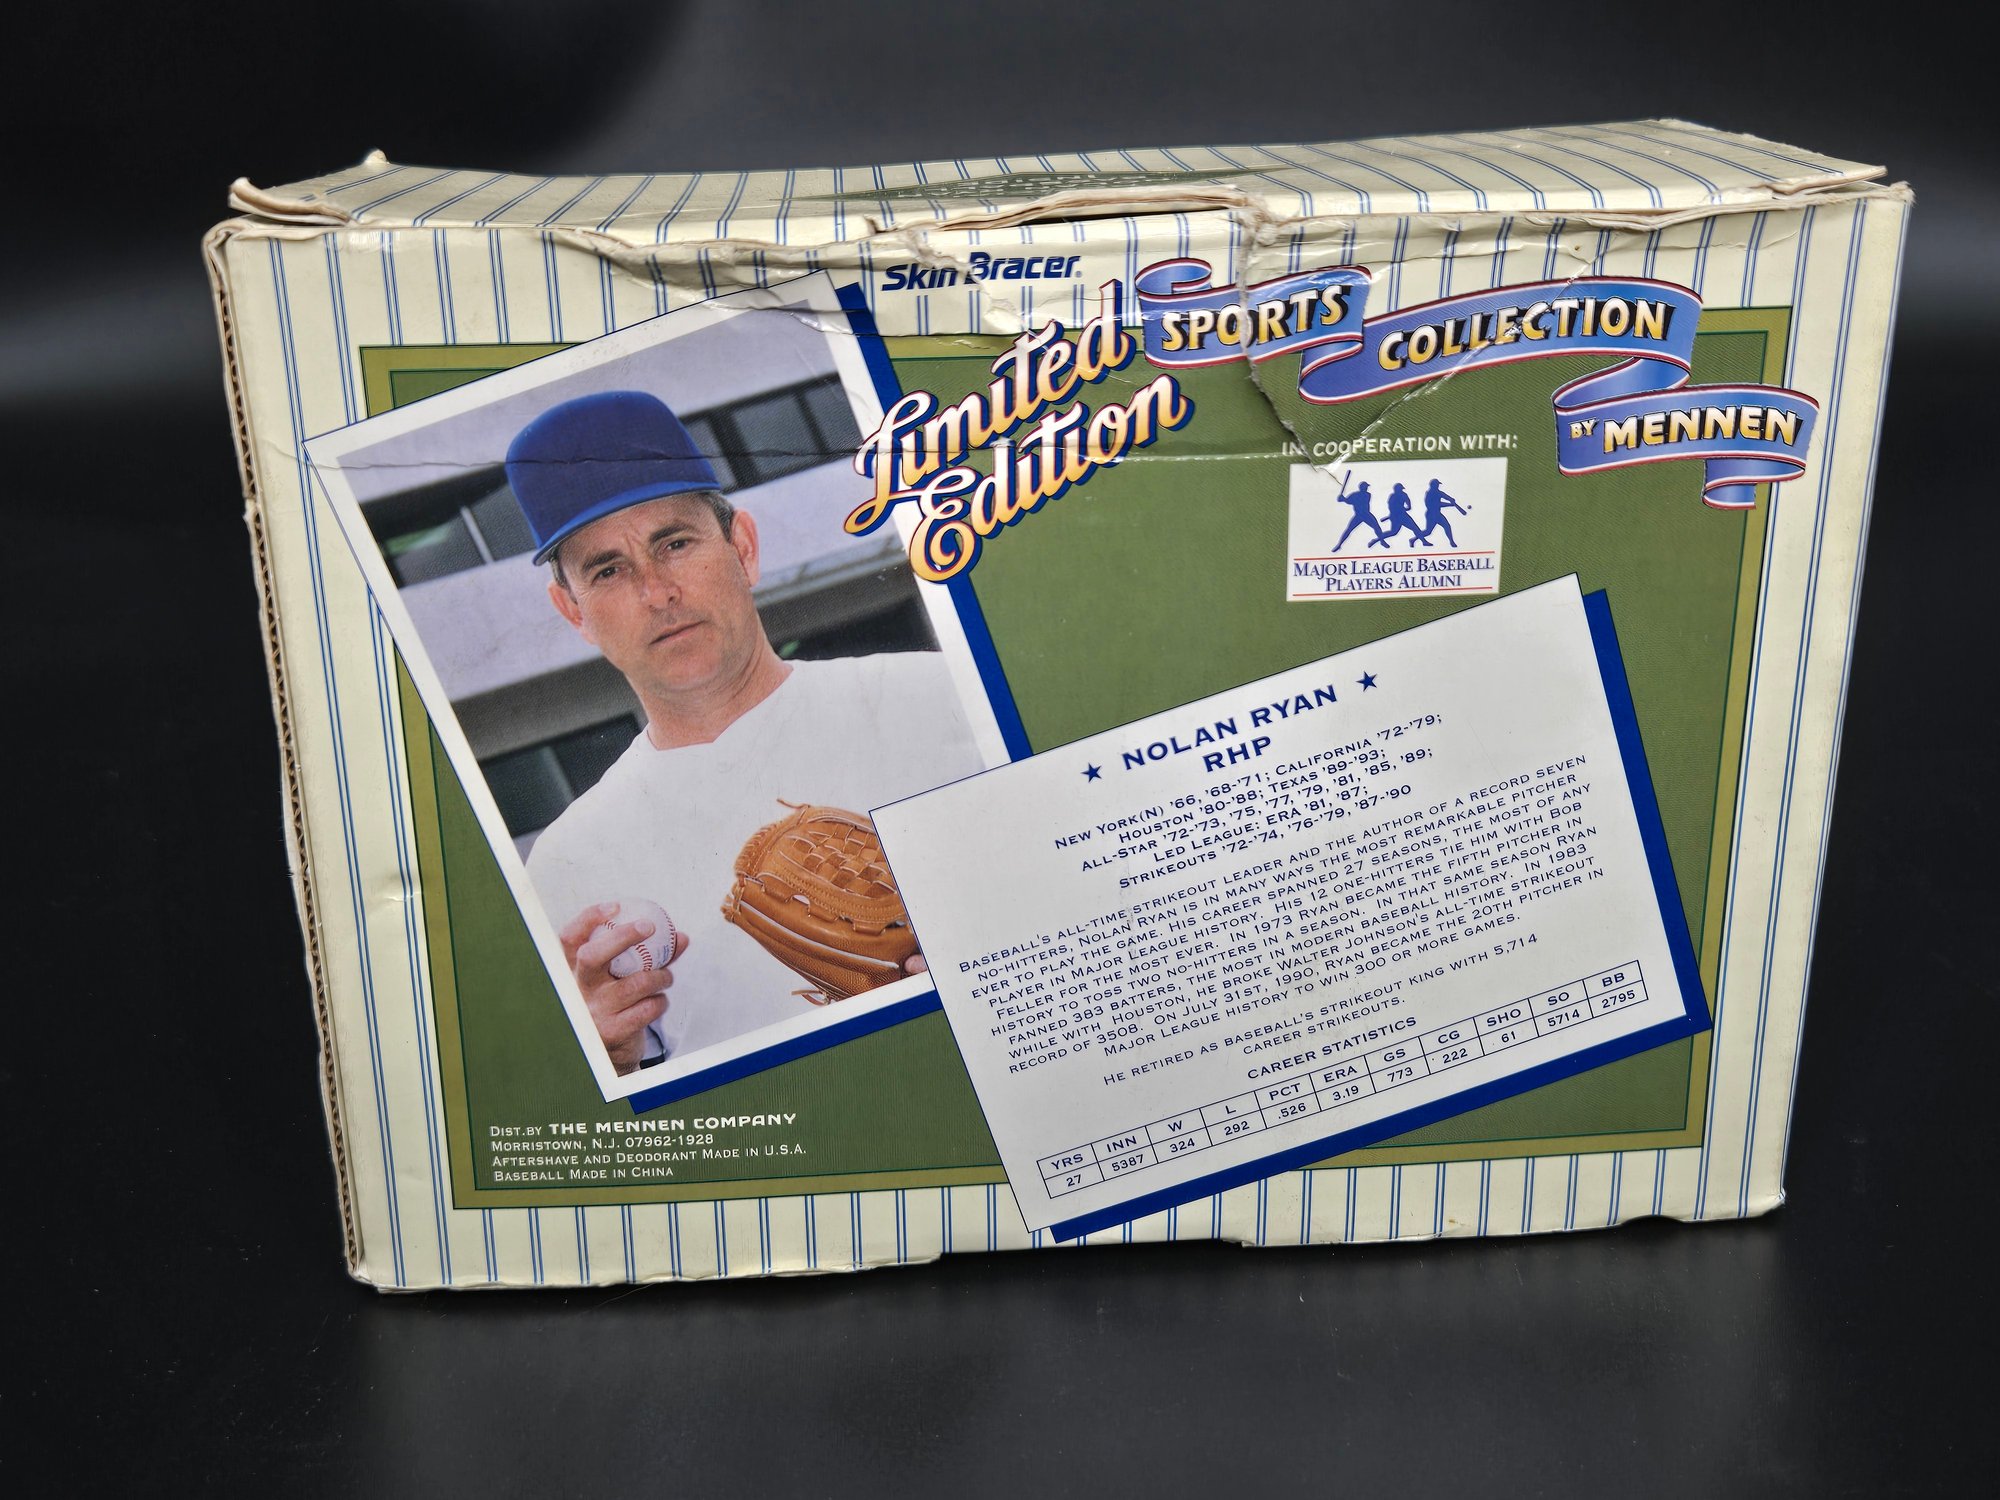 Skin Bracer®
Limited
Edition
SPORTS
COLLECTION
BY MENNEN
IN COOPERATION WITH:
MAJOR LEAGUE BASEBALL
PLAYERS ALUMNI
★ NOLAN RYAN ★
RHP
NEW YORK(N) '66, '68-'71; CALIFORNIA '72-'79;
HOUSTON '80-'88; TEXAS '89-'93;
ALL-STAR '72-'73, '75, '77, '79, '81, '85, '89;
LED LEAGUE: ERA '81, '87;
STRIKEOUTS '72-'74, '76-'79, '87-'90
BASEBALL'S ALL-TIME STRIKEOUT LEADER AND THE AUTHOR OF A RECORD SEVEN
NO-HITTERS, NOLAN RYAN IS IN MANY WAYS THE MOST REMARKABLE PITCHER
EVER TO PLAY THE GAME. HIS CAREER SPANNED 27 SEASONS, THE MOST OF ANY
PLAYER IN MAJOR LEAGUE HISTORY. HIS 12 ONE-HITTERS TIE HIM WITH BOB
FELLER FOR THE MOST EVER. IN 1973 RYAN BECAME THE FIFTH PITCHER IN
HISTORY TO TOSS TWO NO-HITTERS IN A SEASON. IN THAT SAME SEASON RYAN
FANNED 383 BATTERS, THE MOST IN MODERN BASEBALL HISTORY. IN 1983
WHILE WITH HOUSTON, HE BROKE WALTER JOHNSON'S ALL-TIME STRIKEOUT
RECORD OF 3508. ON JULY 31ST, 1990, RYAN BECAME THE 20TH PITCHER IN
MAJOR LEAGUE HISTORY TO WIN 300 OR MORE GAMES.
HE RETIRED AS BASEBALL'S STRIKEOUT KING WITH 5,714
CAREER STRIKEOUTS.
CAREER STATISTICS
YRS INN W L PCT ERA GS CG SHO SO BB
27 5387 324 292 .526 3.19 773 222 61 5714 2795
DIST. BY THE MENNEN COMPANY
MORRISTOWN, N.J. 07962-1928
AFTERSHAVE AND DEODORANT MADE IN U.S.A.
BASEBALL MADE IN CHINA